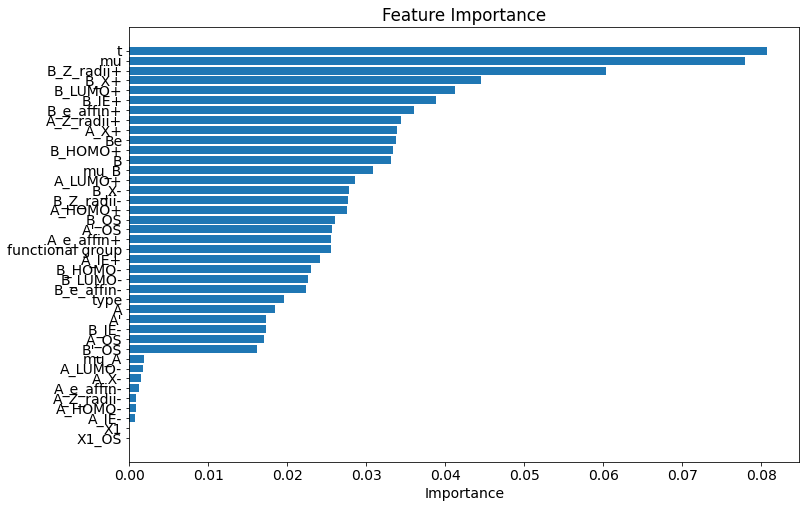 Feature Importance
t
mu
B_Z_radii+
B_X+
B_LUMO+
B_IE+
B_e_affin+
A_Z_radii+
A_X+
Be
B_HOMO+
B
mu_B
A_LUMO+
B_X-
B_Z_radii-
A_HOMO+
B_OS
A'_OS
A_e_affin+
functional group
A_IE+
B_HOMO-
B_LUMO-
B_e_affin-
type
A
A'
B_IE-
A_OS
B'_OS
mu_A
A_LUMO-
A_X-
A_e_affin-
A_Z_radii-
A_HOMO-
A_IE-
X1
X1_OS
0.00 0.01 0.02 0.03 0.04 0.05 0.06 0.07 0.08
Importance